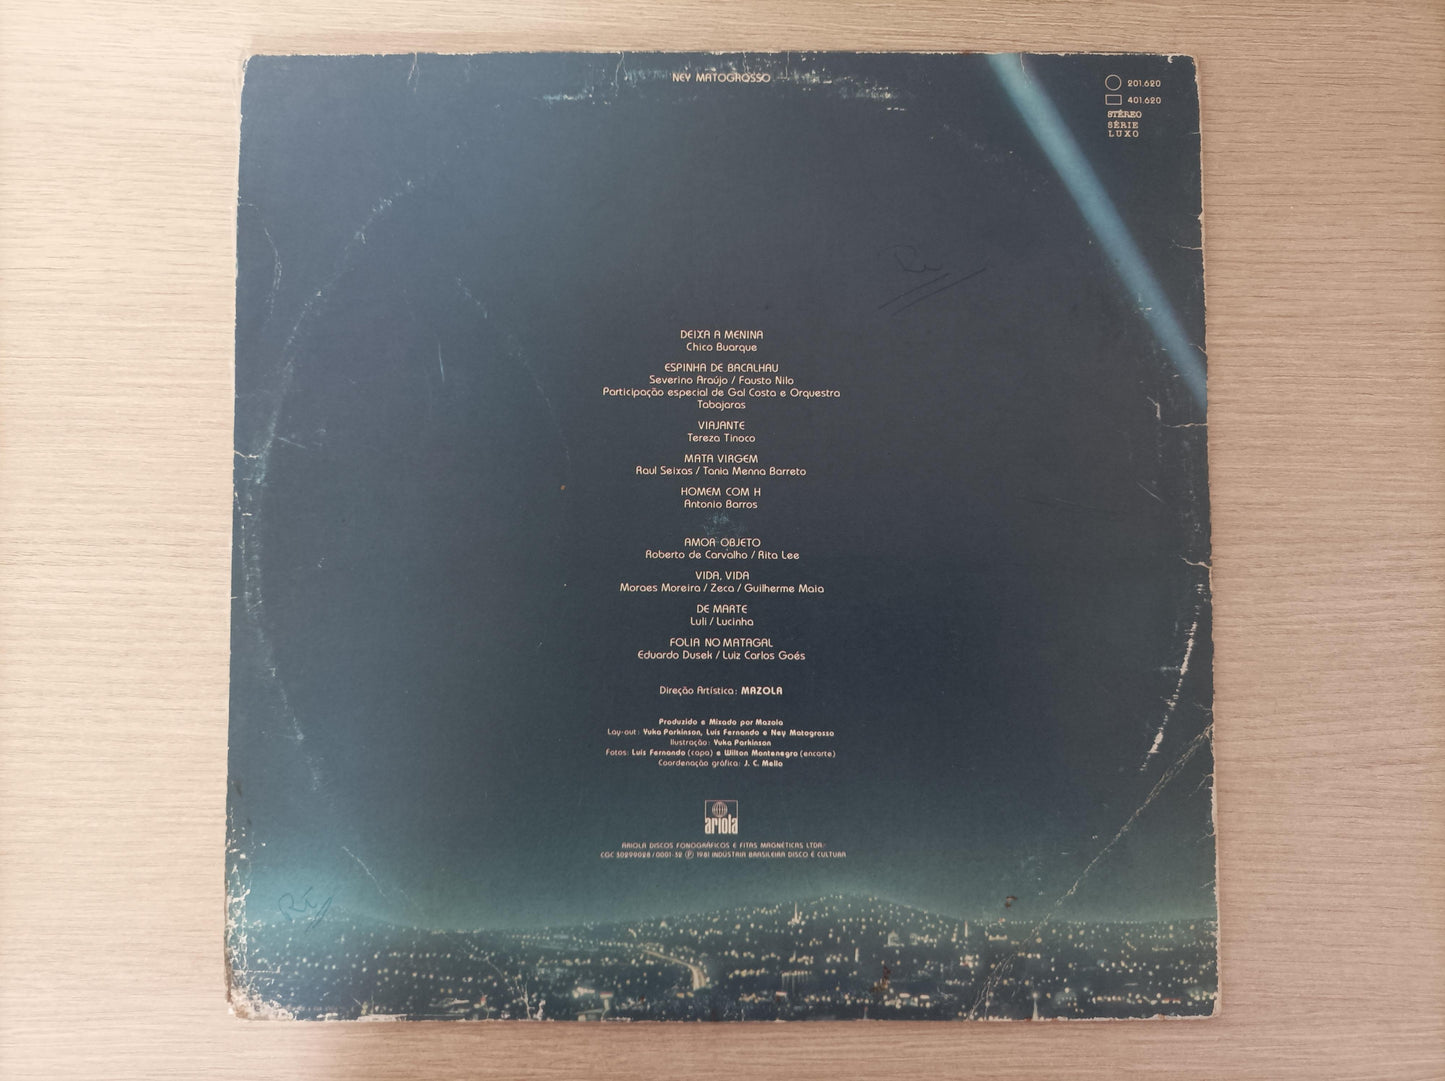 NEY MATOGROSSO
201.620
401.620
STÉREO
SÉRIE
LUXO
DEIXA A MENINA
Chico Buarque
ESPINHA DE BACALHAU
Severino Araújo / Fausto Nilo
Participação especial de Gal Costa e Orquestra
Tabajaras
VIAJANTE
Tereza Tinoco
MATA VIRGEM
Raul Seixas / Tania Menna Barreto
HOMEM COM H
Antonio Barros
AMOR OBJETO
Roberto de Carvalho / Rita Lee
VIDA, VIDA
Moraes Moreira / Zeca / Guilherme Maia
DE MARTE
Luli / Lucinha
FOLIA NO MATAGAL
Eduardo Dusek / Luiz Carlos Goés
Direção Artística: MAZOLA
Produzido e Mixado por Mazola
Lay-out: Yuka Parkinson, Luis Fernando e Ney Matogrosso
Ilustração: Yuka Parkinson
Fotos: Luis Fernando (capa) e Wilton Montenegro (encarte)
Coordenação gráfica: J. C. Mello
ariola
ARIOLA DISCOS FONOGRÁFICOS E FITAS MAGNÉTICAS LTDA.
CGC 30299028/0001-32 Ⓟ 1981 INDÚSTRIA BRASILEIRA DISCO É CULTURA